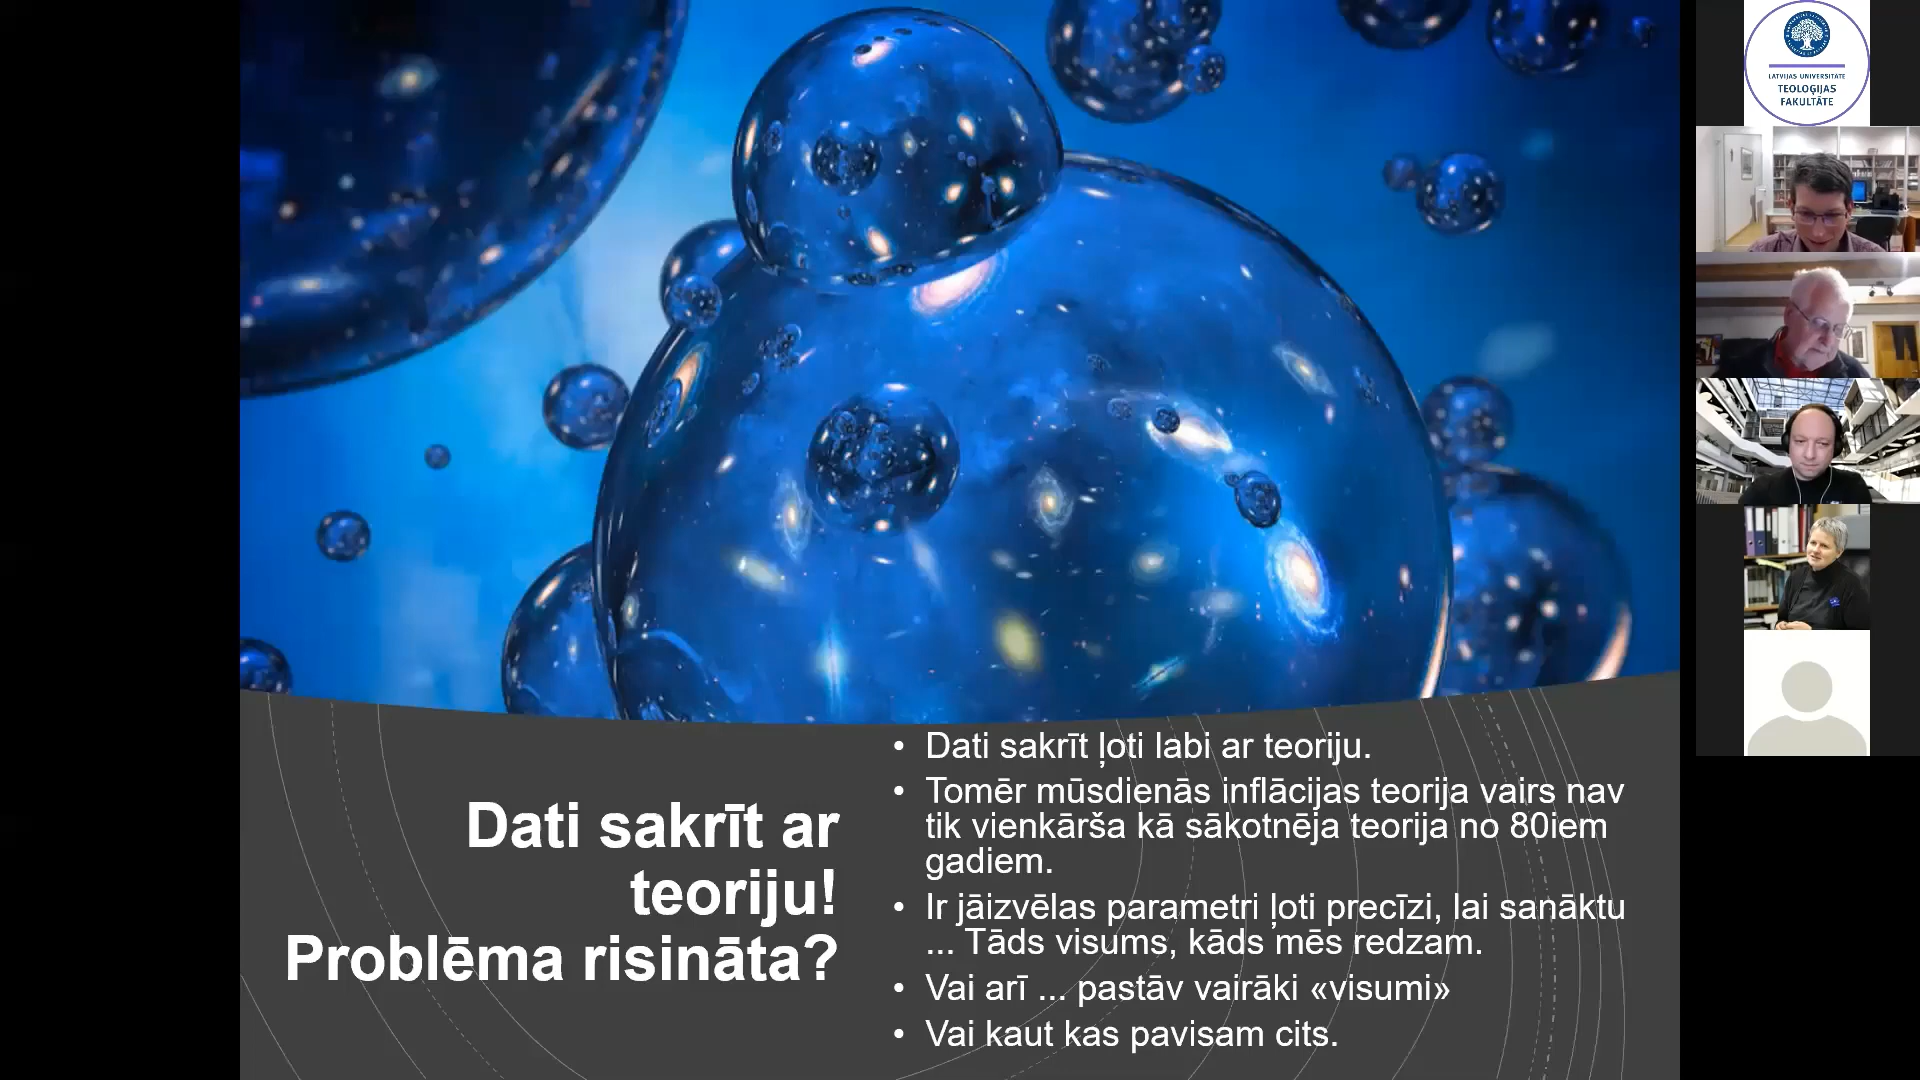 Dati sakrīt ar
teoriju!
Problēma risināta?
• Dati sakrīt ļoti labi ar teoriju.
• Tomēr mūsdienās inflācijas teorija vairs nav
tik vienkārša kā sākotnēja teorija no 80iem
gadiem.
• Ir jāizvēlas parametri ļoti precīzi, lai sanāktu
... Tāds visums, kāds mēs redzam.
• Vai arī ... pastāv vairāki «visumi»
• Vai kaut kas pavisam cits.
LATVIJAS UNIVERSITĀTE
TEOLOĢIJAS
FAKULTĀTE